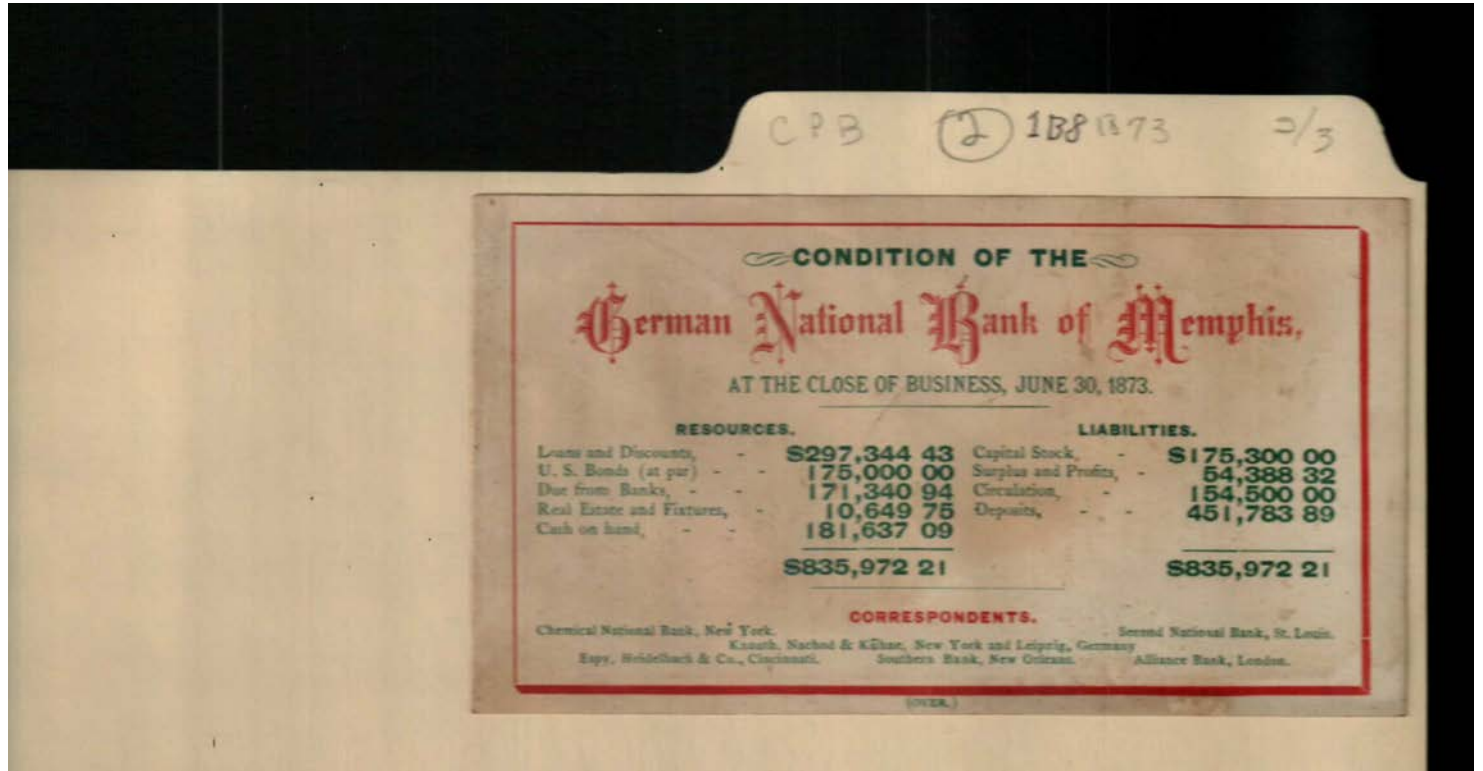 CPB 2 1B8 1873 2/3
CONDITION OF THE
German National Bank of Memphis,
AT THE CLOSE OF BUSINESS, JUNE 30, 1873.
RESOURCES. LIABILITIES.
Loans and Discounts, - $297,344 43 Capital Stock, - $175,300 00
U. S. Bonds (at par) - - 175,000 00 Surplus and Profits, - 54,388 32
Due from Banks, - - 171,340 94 Circulation, - 154,500 00
Real Estate and Fixtures, - 10,649 75 Deposits, - - 451,783 89
Cash on hand, - - 181,637 09
$835,972 21 $835,972 21
CORRESPONDENTS.
Chemical National Bank, New York. Second National Bank, St. Louis.
Knauth, Nachod & Kühne, New York and Leipzig, Germany
Espy, Heidelbach & Co., Cincinnati. Southern Bank, New Orleans. Alliance Bank, London.
(OVER.)